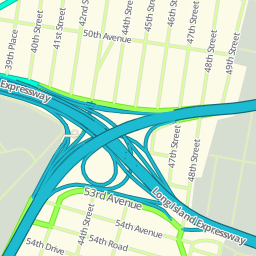 39th Place
40th Street
41st Street
42nd Street
44th Street
45th Street
46th Street
47th Street
48th Street
49th Street
50th Avenue
Expressway
47th Street
48th Street
Long Island Expressway
53rd Avenue
44th Street
54th Avenue
54th Road
54th Drive